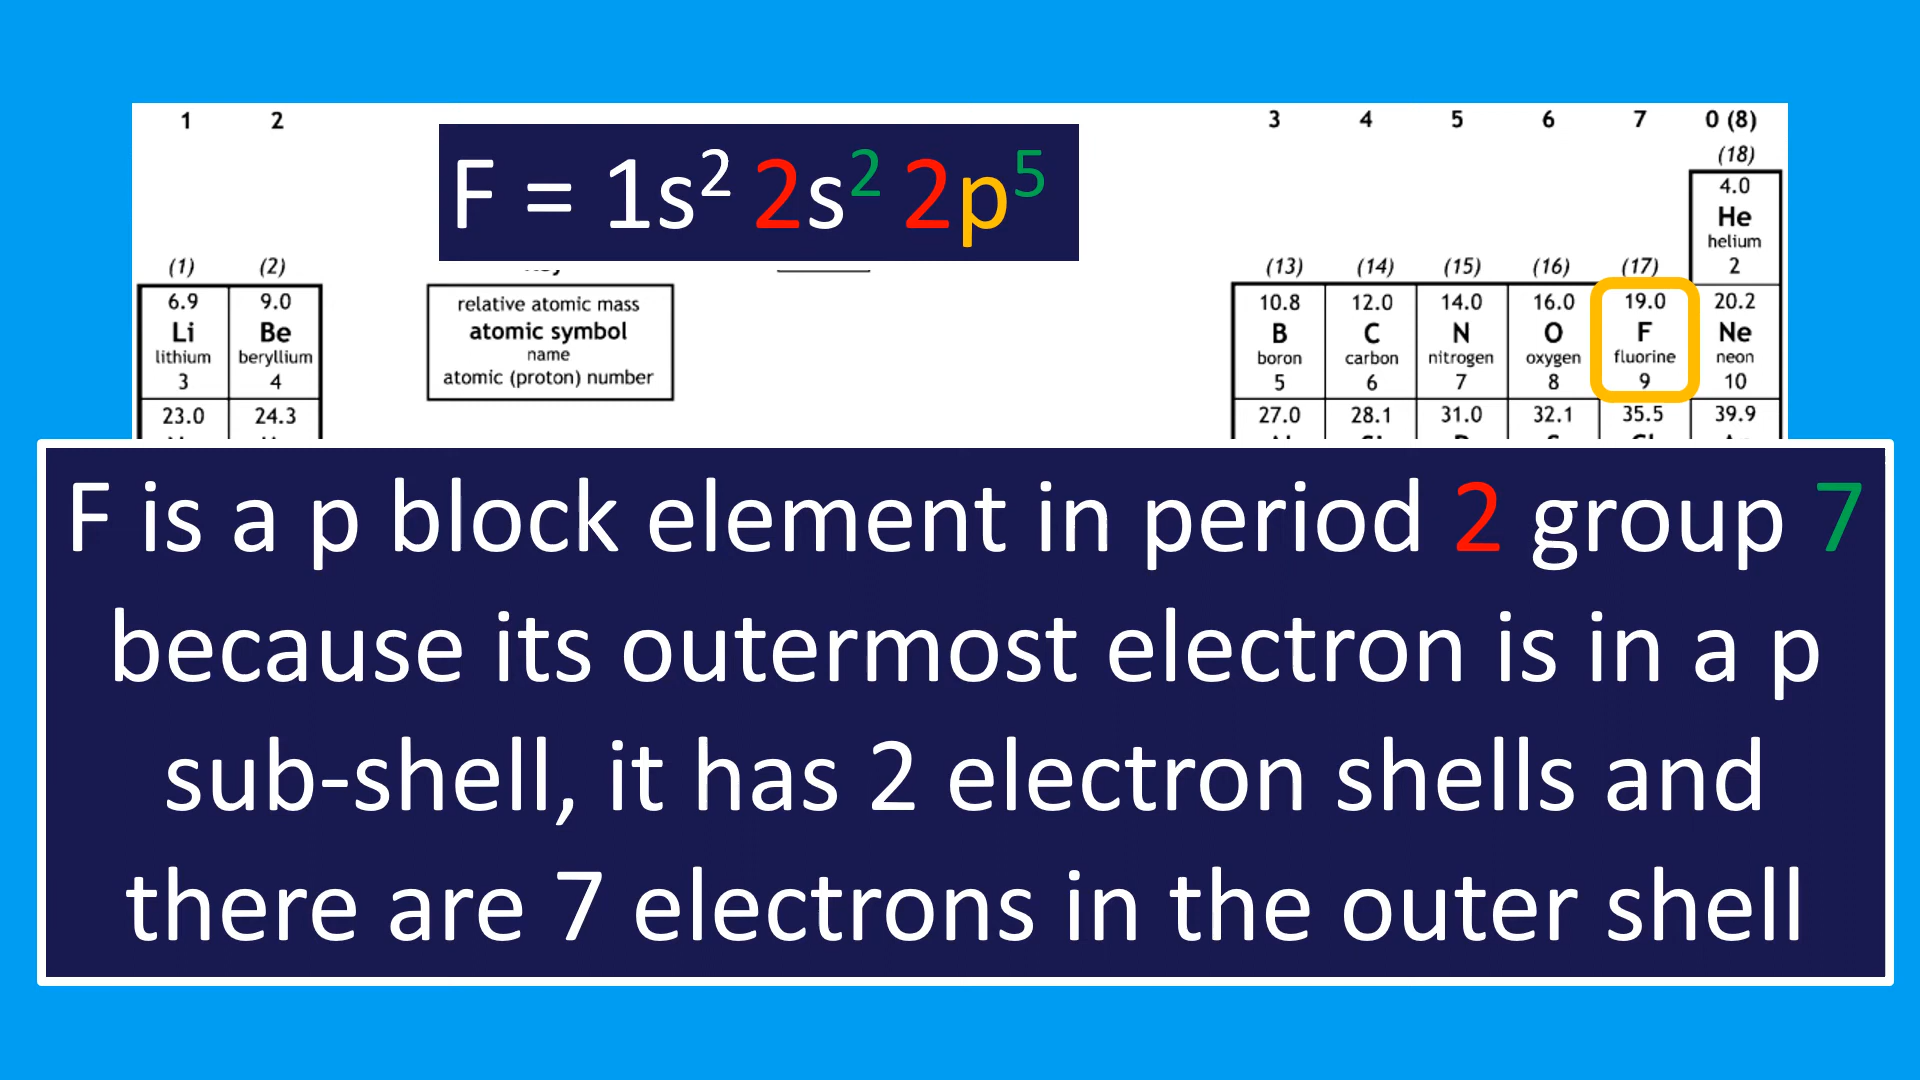 1 2 3 4 5 6 7 0 (8)
F = 1s² 2s² 2p⁵
(18)
4.0
He
helium
2
(1) (2) (13) (14) (15) (16) (17)
6.9 9.0 relative atomic mass 10.8 12.0 14.0 16.0 19.0 20.2
Li Be atomic symbol B C N O F Ne
lithium beryllium name boron carbon nitrogen oxygen fluorine neon
3 4 atomic (proton) number 5 6 7 8 9 10
23.0 24.3 27.0 28.1 31.0 32.1 35.5 39.9
F is a p block element in period 2 group 7
because its outermost electron is in a p
sub-shell, it has 2 electron shells and
there are 7 electrons in the outer shell